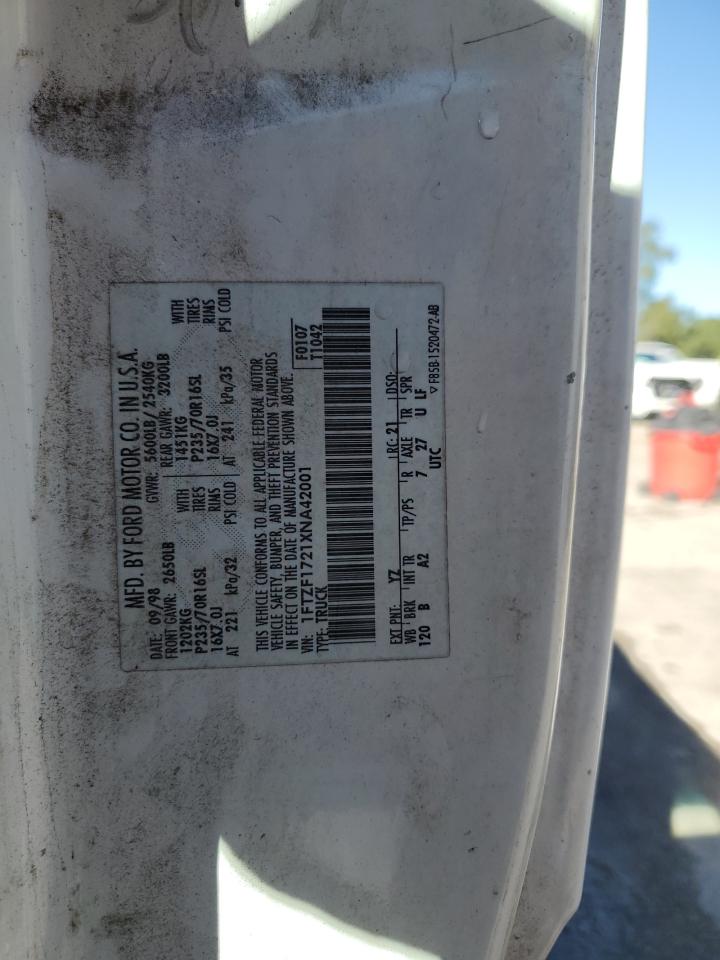 MFD. BY FORD MOTOR CO. IN U.S.A.
DATE: 09/98 GVWR: 5600LB/ 2540KG
FRONT GAWR: 2650LB REAR GAWR: 3200LB
1202KG WITH 1451KG WITH
P235/70R16SL TIRES P235/70R16SL TIRES
16X7.0J RIMS 16X7.0J RIMS
AT 221 kPa/32 PSI COLD AT 241 kPa/35 PSI COLD
THIS VEHICLE CONFORMS TO ALL APPLICABLE FEDERAL MOTOR
VEHICLE SAFETY, BUMPER, AND THEFT PREVENTION STANDARDS
IN EFFECT ON THE DATE OF MANUFACTURE SHOWN ABOVE.
VIN: 1FTZF1721XNA42001 F0107
TYPE: TRUCK T1042
EXT PNT: YZ RC: 21 DSO:
WB BRK INT TR TP/PS R AXLE TR SPR
120 B A2 7 27 U LF
UTC
▽ F85B-1520472-AB